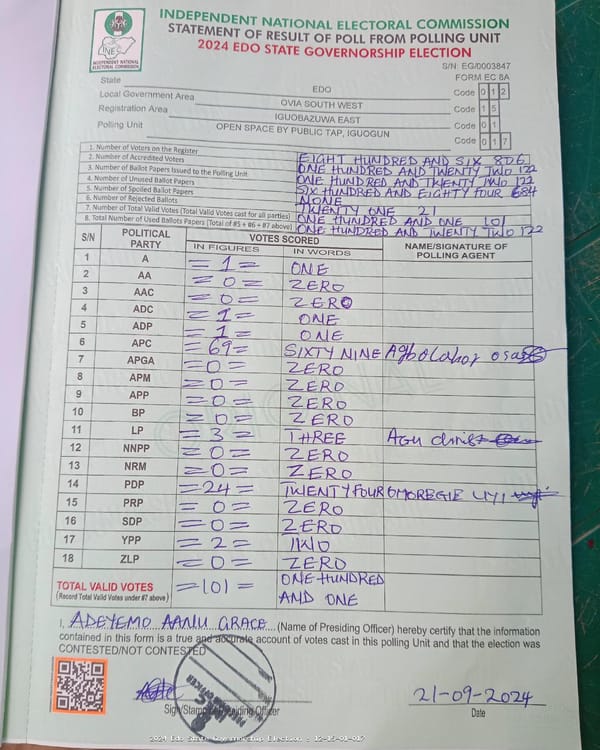 INDEPENDENT NATIONAL ELECTORAL COMMISSION
STATEMENT OF RESULT OF POLL FROM POLLING UNIT
2024 EDO STATE GOVERNORSHIP ELECTION
INEC
INDEPENDENT NATIONAL ELECTORAL COMMISSION
S/N: EG/0003847
FORM EC 8A
State EDO Code 0 1 2
Local Government Area OVIA SOUTH WEST Code 1 5
Registration Area IGUOBAZUWA EAST Code 0 1
Polling Unit OPEN SPACE BY PUBLIC TAP, IGUOGUN Code 0 1 7
1. Number of Voters on the Register EIGHT HUNDRED AND SIX 806
2. Number of Accredited Voters ONE HUNDRED AND TWENTY TWO 122
3. Number of Ballot Papers Issued to the Polling Unit ONE HUNDRED AND TWENTY TWO 122
4. Number of Unused Ballot Papers SIX HUNDRED AND EIGHTY FOUR 684
5. Number of Spoiled Ballot Papers NONE
6. Number of Rejected Ballots TWENTY ONE 21
7. Number of Total Valid Votes (Total Valid Votes cast for all parties) ONE HUNDRED AND ONE 101
8. Total Number of Used Ballots Papers (Total of #5 + #6 + #7 above) ONE HUNDRED AND TWENTY TWO 122
S/N POLITICAL PARTY VOTES SCORED NAME/SIGNATURE OF POLLING AGENT
IN FIGURES IN WORDS
1 A =1= ONE
2 AA =0= ZERO
3 AAC =0= ZERO
4 ADC =1= ONE
5 ADP =1= ONE
6 APC =69= SIXTY NINE Agbolahor osas
7 APGA =0= ZERO
8 APM =0= ZERO
9 APP =0= ZERO
10 BP =0= ZERO
11 LP =3= THREE Agu christ
12 NNPP =0= ZERO
13 NRM =0= ZERO
14 PDP =24= TWENTY FOUR OMOREGIE UYI
15 PRP =0= ZERO
16 SDP =0= ZERO
17 YPP =2= TWO
18 ZLP =0= ZERO
TOTAL VALID VOTES =101= ONE HUNDRED
(Record Total Valid Votes under #7 above) AND ONE
I, ADEYEMO AANU GRACE (Name of Presiding Officer) hereby certify that the information
contained in this form is a true and accurate account of votes cast in this polling Unit and that the election was
CONTESTED/NOT CONTESTED
21-09-2024
Sign/Stamp of Presiding Officer Date
2024 Edo State Governorship Election : 12-15-01-017